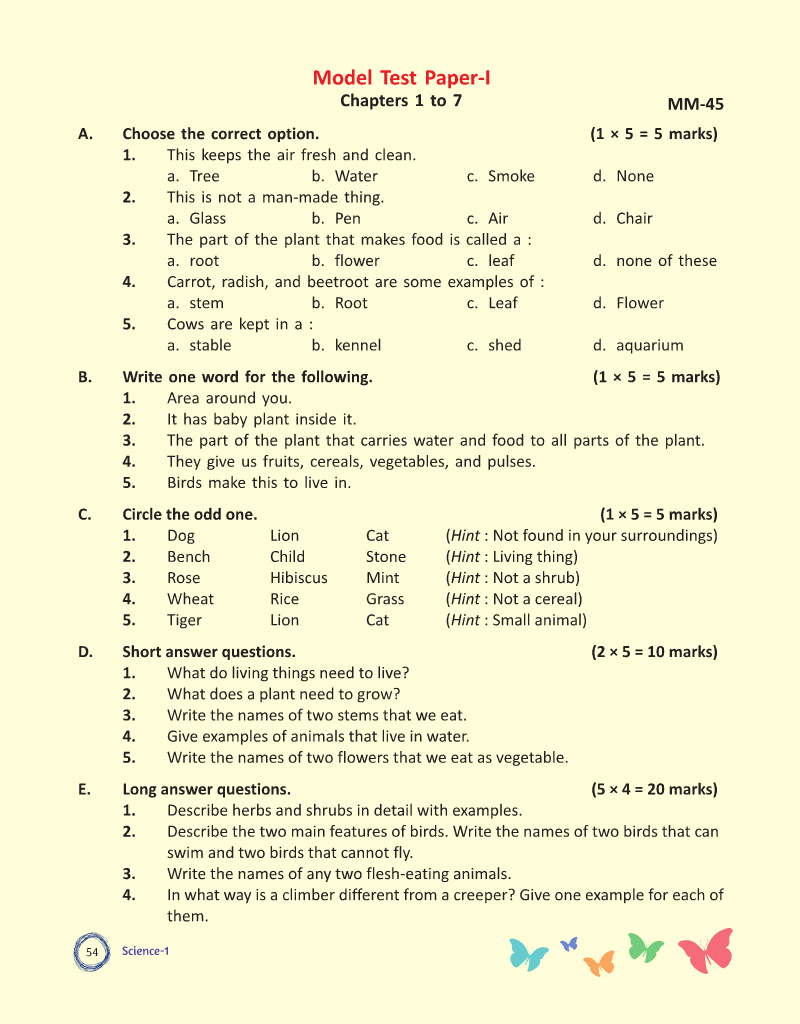 Model Test Paper-I
Chapters 1 to 7
MM-45
A. Choose the correct option. (1 × 5 = 5 marks)
1. This keeps the air fresh and clean.
a. Tree b. Water c. Smoke d. None
2. This is not a man-made thing.
a. Glass b. Pen c. Air d. Chair
3. The part of the plant that makes food is called a :
a. root b. flower c. leaf d. none of these
4. Carrot, radish, and beetroot are some examples of :
a. stem b. Root c. Leaf d. Flower
5. Cows are kept in a :
a. stable b. kennel c. shed d. aquarium
B. Write one word for the following. (1 × 5 = 5 marks)
1. Area around you.
2. It has baby plant inside it.
3. The part of the plant that carries water and food to all parts of the plant.
4. They give us fruits, cereals, vegetables, and pulses.
5. Birds make this to live in.
C. Circle the odd one. (1 × 5 = 5 marks)
1. Dog Lion Cat (Hint : Not found in your surroundings)
2. Bench Child Stone (Hint : Living thing)
3. Rose Hibiscus Mint (Hint : Not a shrub)
4. Wheat Rice Grass (Hint : Not a cereal)
5. Tiger Lion Cat (Hint : Small animal)
D. Short answer questions. (2 × 5 = 10 marks)
1. What do living things need to live?
2. What does a plant need to grow?
3. Write the names of two stems that we eat.
4. Give examples of animals that live in water.
5. Write the names of two flowers that we eat as vegetable.
E. Long answer questions. (5 × 4 = 20 marks)
1. Describe herbs and shrubs in detail with examples.
2. Describe the two main features of birds. Write the names of two birds that can
swim and two birds that cannot fly.
3. Write the names of any two flesh-eating animals.
4. In what way is a climber different from a creeper? Give one example for each of
them.
54 Science-1